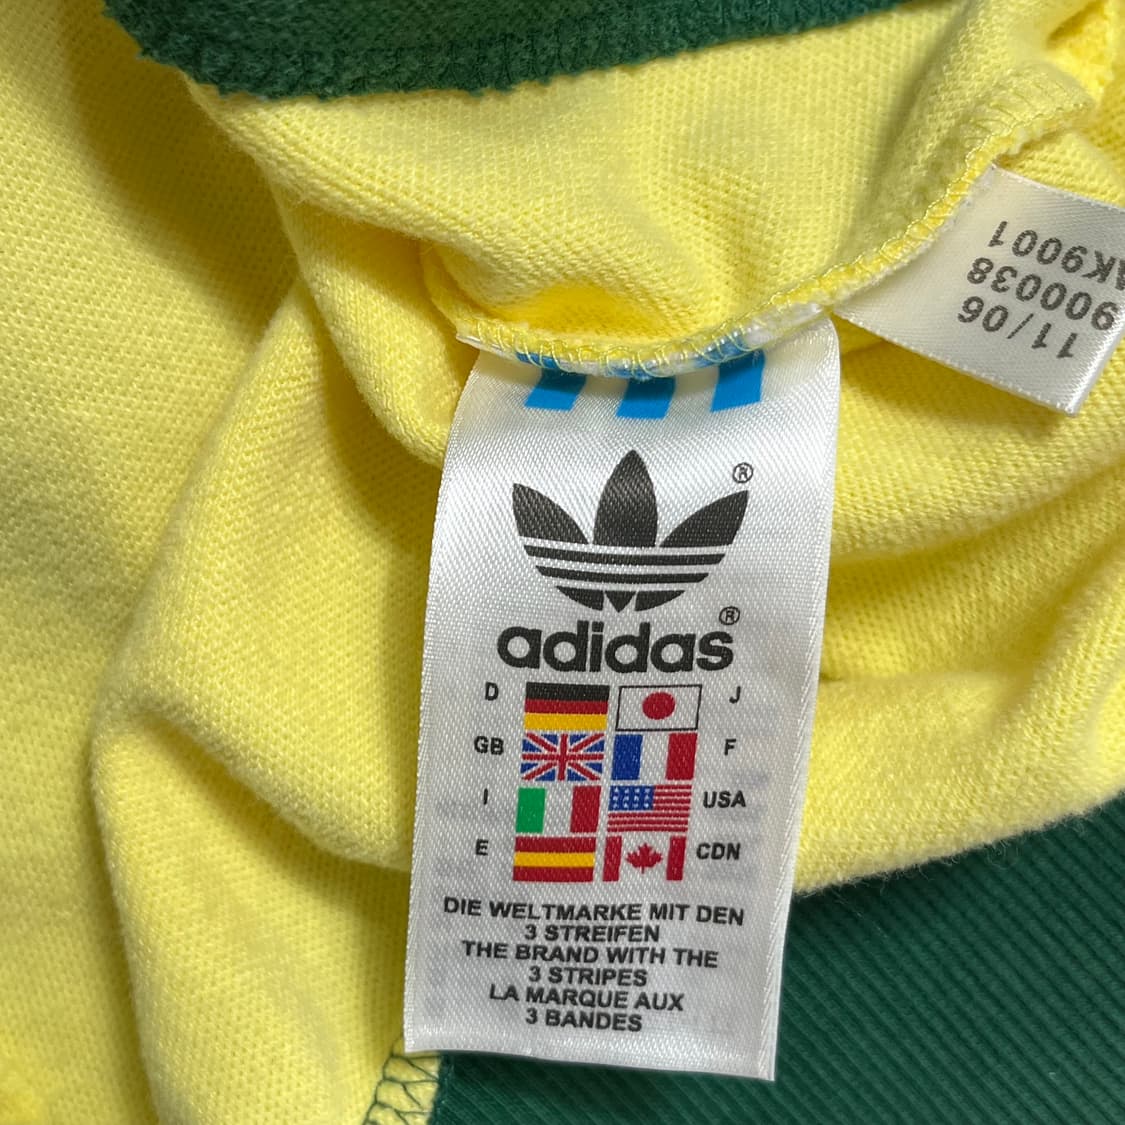 ®
adidas®
D J
GB F
I USA
E CDN
DIE WELTMARKE MIT DEN
3 STREIFEN
THE BRAND WITH THE
3 STRIPES
LA MARQUE AUX
3 BANDES
11/06
900038
K9001